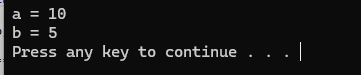 a = 10
b = 5
Press any key to continue . . .